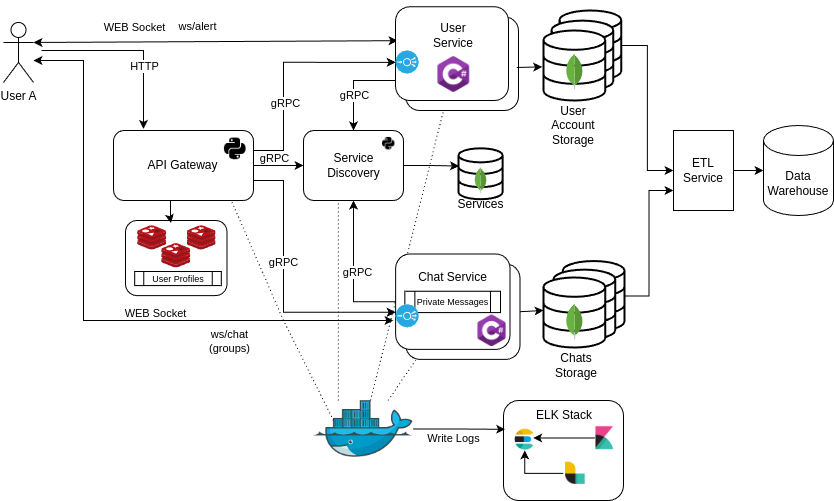 WEB Socket
ws/alert
User
Service
HTTP
User A
gRPC
gRPC
User
Account
Storage
API Gateway
gRPC
Service
Discovery
ETL
Service
Data
Warehouse
Services
User Profiles
gRPC
gRPC
Chat Service
Private Messages
WEB Socket
ws/chat
(groups)
Chats
Storage
Write Logs
ELK Stack